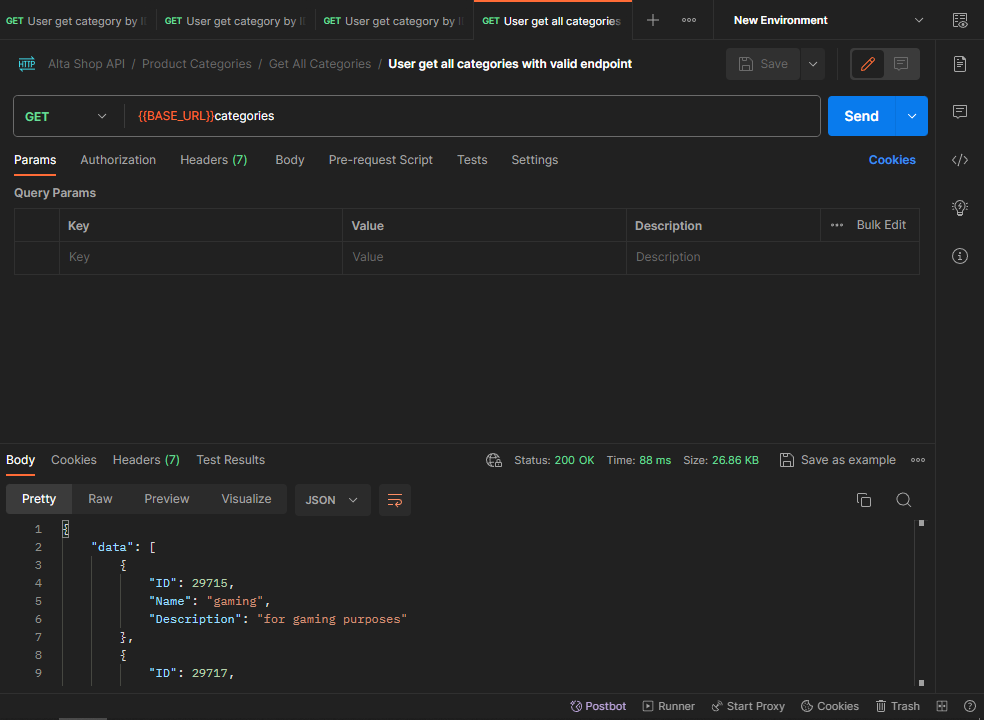 GET User get category by I GET User get category by I GET User get category by I GET User get all categories New Environment
HTTP Alta Shop API / Product Categories / Get All Categories / User get all categories with valid endpoint Save
GET {{BASE_URL}}categories Send
Params Authorization Headers (7) Body Pre-request Script Tests Settings Cookies
Query Params
Key Value Description Bulk Edit
Key Value Description
Body Cookies Headers (7) Test Results Status: 200 OK Time: 88 ms Size: 26.86 KB Save as example
Pretty Raw Preview Visualize JSON
1 {
2 "data": [
3 {
4 "ID": 29715,
5 "Name": "gaming",
6 "Description": "for gaming purposes"
7 },
8 {
9 "ID": 29717,
Postbot Runner Start Proxy Cookies Trash